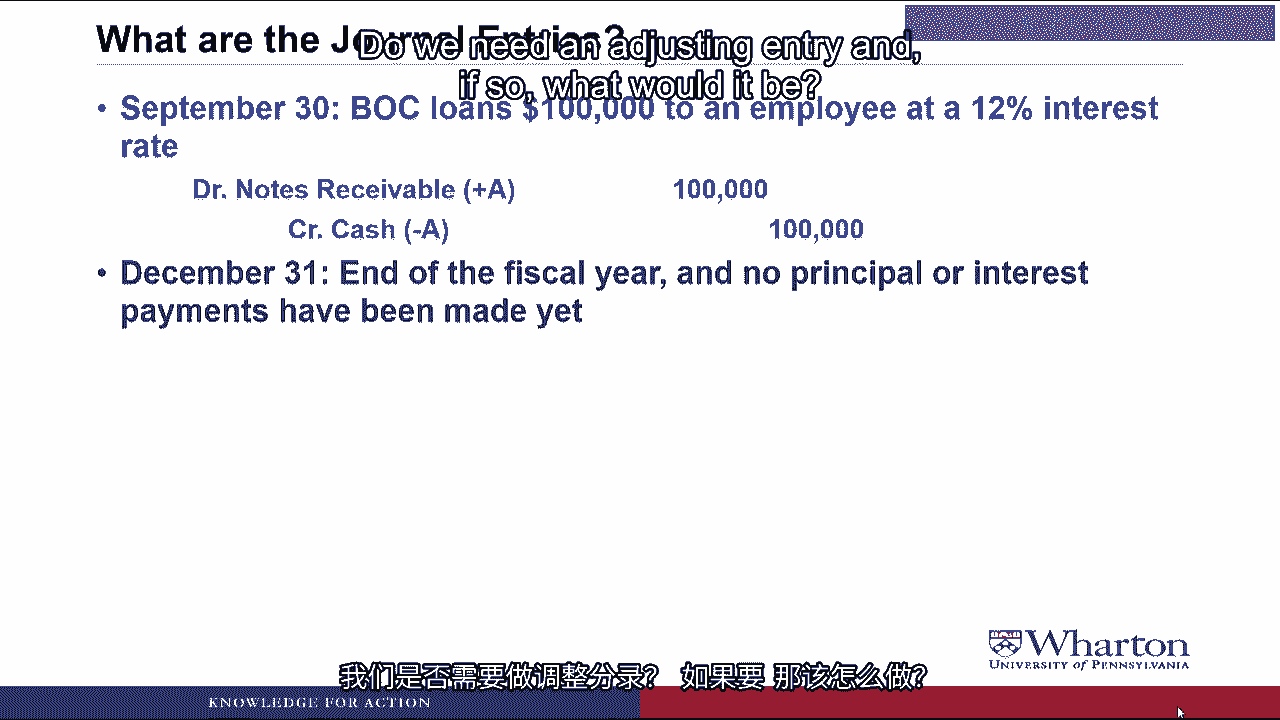 What are the Journal Entries?
Do we need an adjusting entry and,
if so, what would it be?
• September 30: BOC loans $100,000 to an employee at a 12% interest
rate
Dr. Notes Receivable (+A) 100,000
Cr. Cash (-A) 100,000
• December 31: End of the fiscal year, and no principal or interest
payments have been made yet
Wharton
UNIVERSITY of PENNSYLVANIA
我们是否需要做调整分录? 如果要 那该怎么做?
KNOWLEDGE FOR ACTION